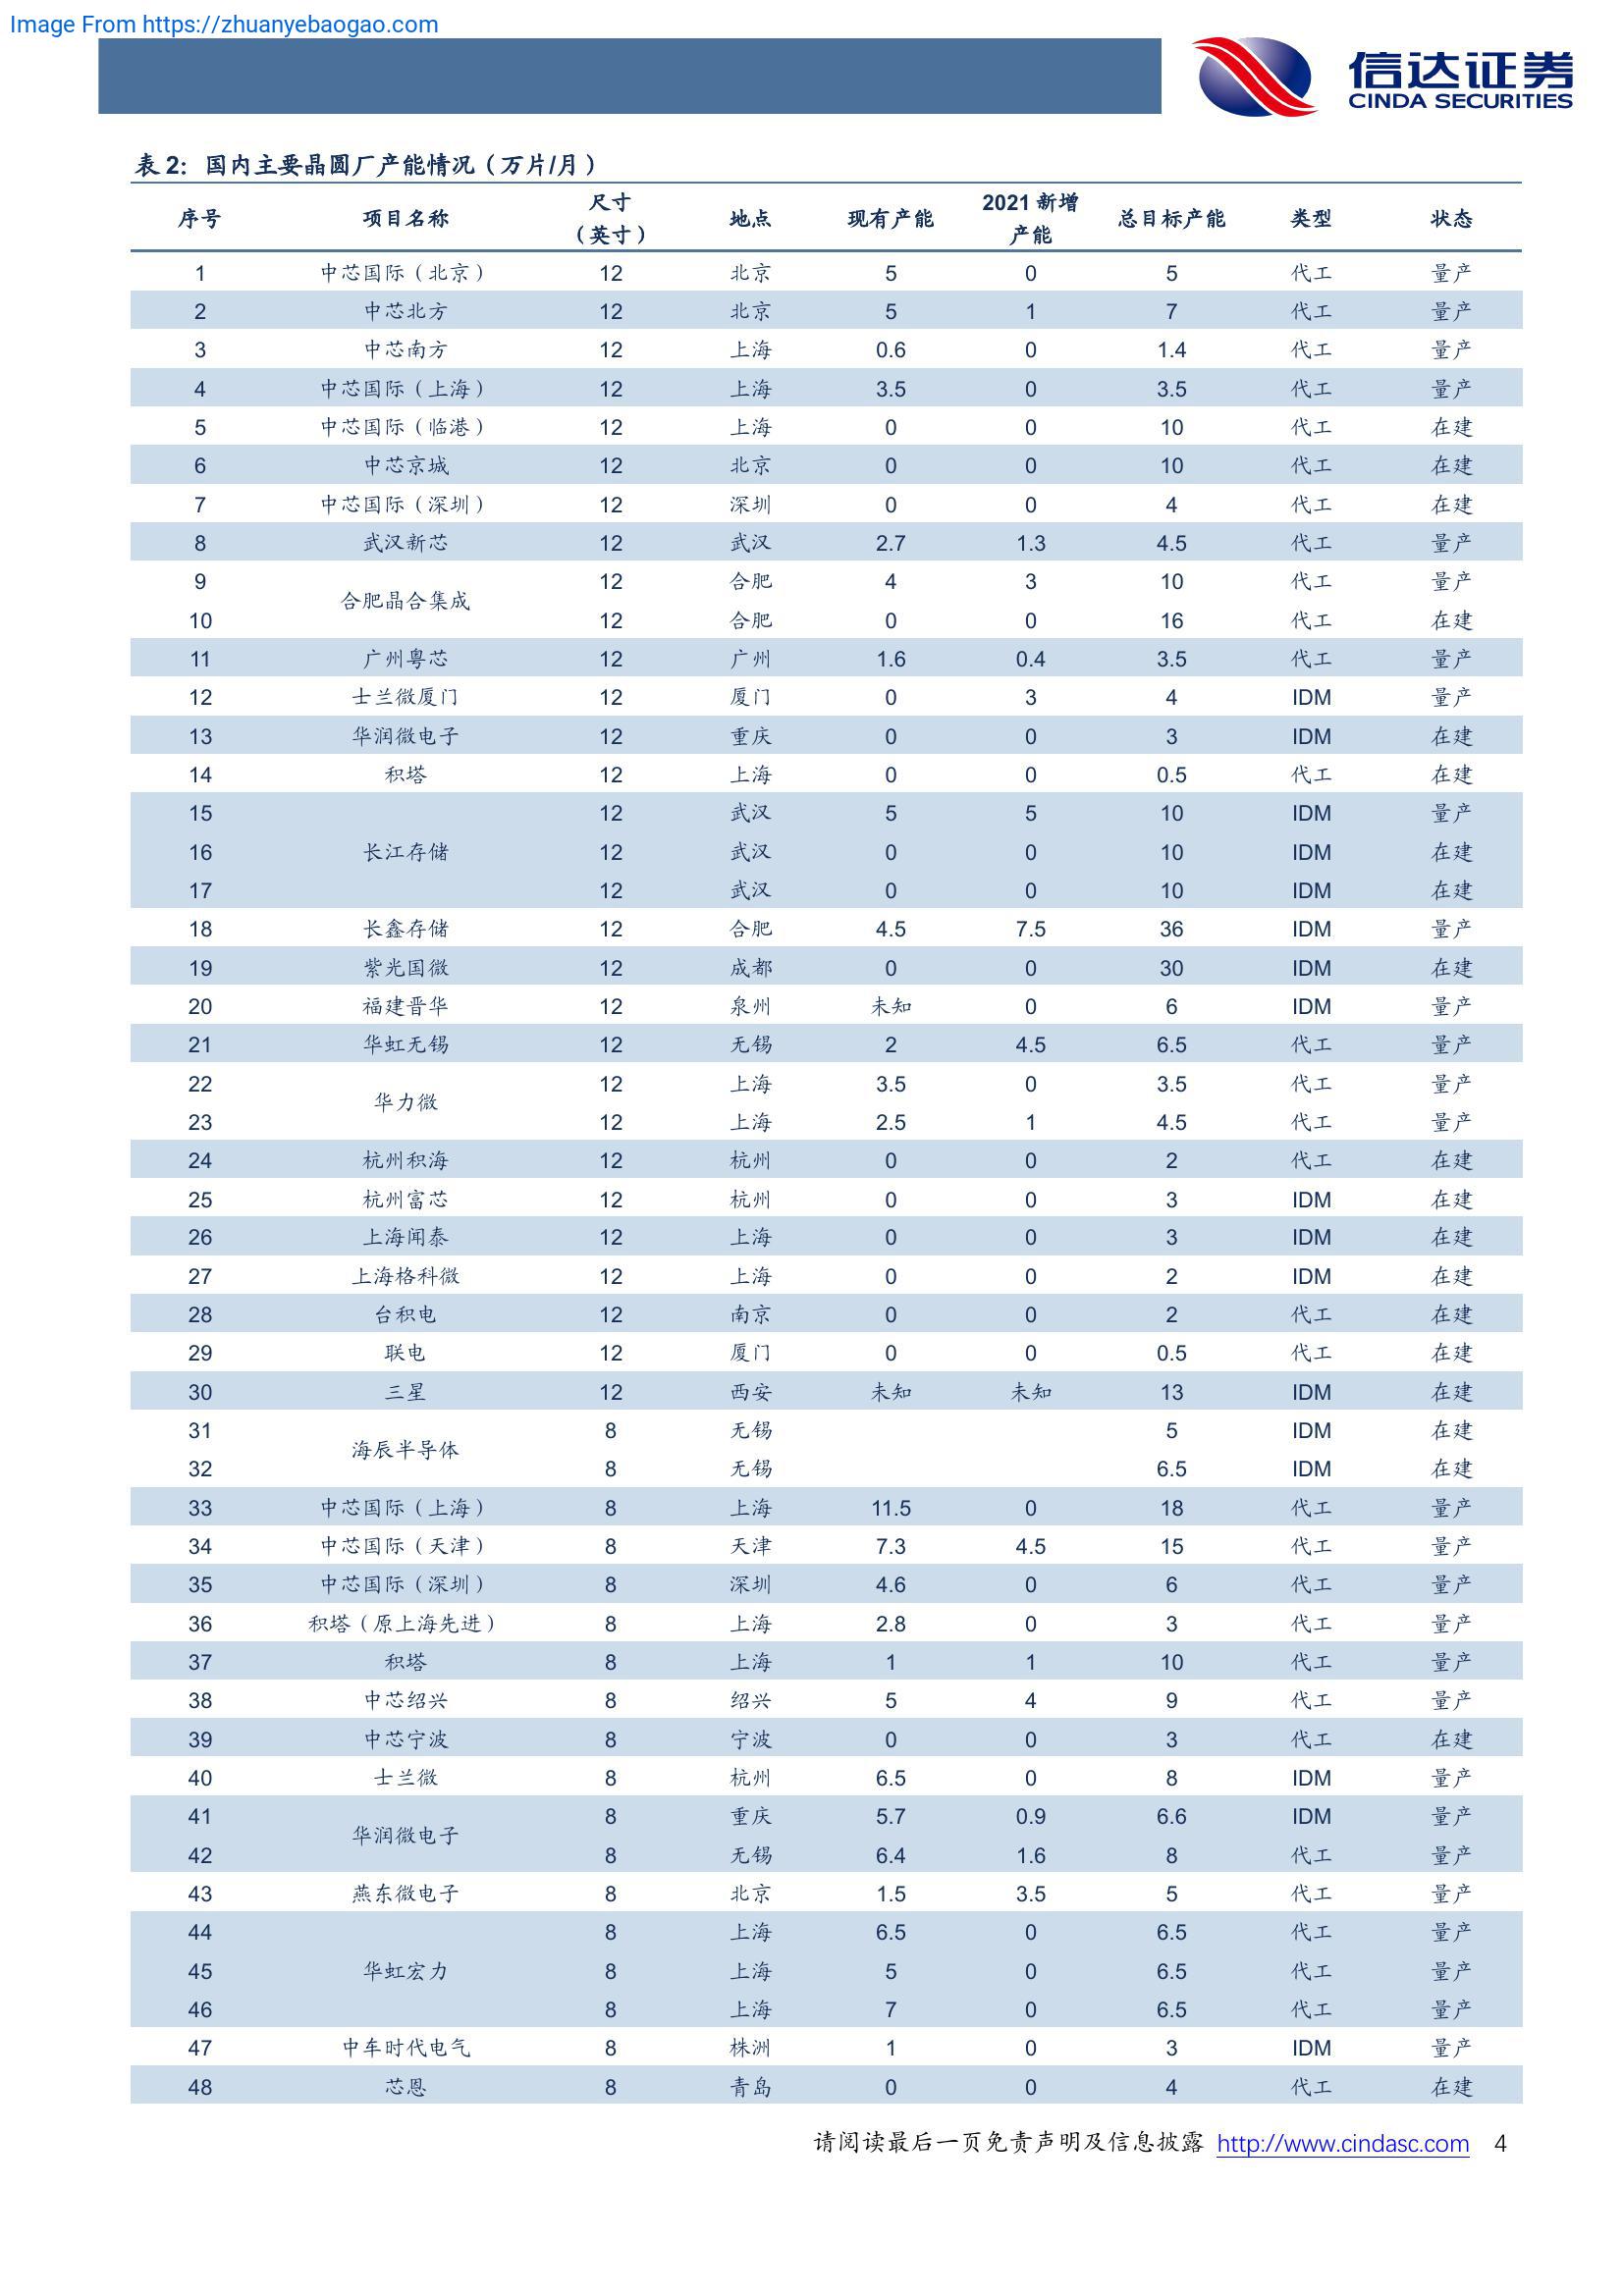 Image From https://zhuanyebaogao.com
信达证券
CINDA SECURITIES
表 2：国内主要晶圆厂产能情况（万片/月）
序号 项目名称 尺寸（英寸） 地点 现有产能 2021 新增产能 总目标产能 类型 状态
1 中芯国际（北京） 12 北京 5 0 5 代工 量产
2 中芯北方 12 北京 5 1 7 代工 量产
3 中芯南方 12 上海 0.6 0 1.4 代工 量产
4 中芯国际（上海） 12 上海 3.5 0 3.5 代工 量产
5 中芯国际（临港） 12 上海 0 0 10 代工 在建
6 中芯京城 12 北京 0 0 10 代工 在建
7 中芯国际（深圳） 12 深圳 0 0 4 代工 在建
8 武汉新芯 12 武汉 2.7 1.3 4.5 代工 量产
9 合肥晶合集成 12 合肥 4 3 10 代工 量产
10 12 合肥 0 0 16 代工 在建
11 广州粤芯 12 广州 1.6 0.4 3.5 代工 量产
12 士兰微厦门 12 厦门 0 3 4 IDM 量产
13 华润微电子 12 重庆 0 0 3 IDM 在建
14 积塔 12 上海 0 0 0.5 代工 在建
15 12 武汉 5 5 10 IDM 量产
16 长江存储 12 武汉 0 0 10 IDM 在建
17 12 武汉 0 0 10 IDM 在建
18 长鑫存储 12 合肥 4.5 7.5 36 IDM 量产
19 紫光国微 12 成都 0 0 30 IDM 在建
20 福建晋华 12 泉州 未知 0 6 IDM 量产
21 华虹无锡 12 无锡 2 4.5 6.5 代工 量产
22 华力微 12 上海 3.5 0 3.5 代工 量产
23 12 上海 2.5 1 4.5 代工 量产
24 杭州积海 12 杭州 0 0 2 代工 在建
25 杭州富芯 12 杭州 0 0 3 IDM 在建
26 上海闻泰 12 上海 0 0 3 IDM 在建
27 上海格科微 12 上海 0 0 2 IDM 在建
28 台积电 12 南京 0 0 2 代工 在建
29 联电 12 厦门 0 0 0.5 代工 在建
30 三星 12 西安 未知 未知 13 IDM 在建
31 海辰半导体 8 无锡 5 IDM 在建
32 8 无锡 6.5 IDM 在建
33 中芯国际（上海） 8 上海 11.5 0 18 代工 量产
34 中芯国际（天津） 8 天津 7.3 4.5 15 代工 量产
35 中芯国际（深圳） 8 深圳 4.6 0 6 代工 量产
36 积塔（原上海先进） 8 上海 2.8 0 3 代工 量产
37 积塔 8 上海 1 1 10 代工 量产
38 中芯绍兴 8 绍兴 5 4 9 代工 量产
39 中芯宁波 8 宁波 0 0 3 代工 在建
40 士兰微 8 杭州 6.5 0 8 IDM 量产
41 华润微电子 8 重庆 5.7 0.9 6.6 IDM 量产
42 8 无锡 6.4 1.6 8 代工 量产
43 燕东微电子 8 北京 1.5 3.5 5 代工 量产
44 8 上海 6.5 0 6.5 代工 量产
45 华虹宏力 8 上海 5 0 6.5 代工 量产
46 8 上海 7 0 6.5 代工 量产
47 中车时代电气 8 株洲 1 0 3 IDM 量产
48 芯恩 8 青岛 0 0 4 代工 在建
请阅读最后一页免责声明及信息披露 http://www.cindasc.com 4